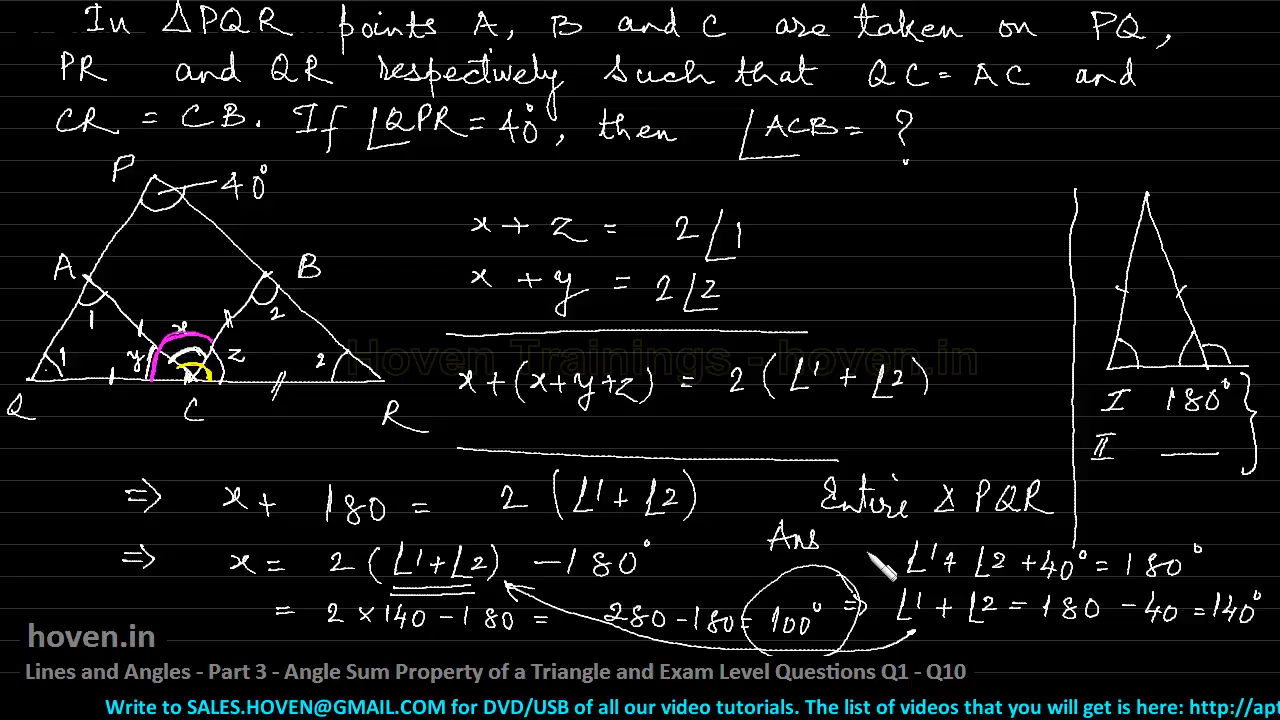 In △PQR points A, B and C are taken on PQ,
PR and QR respectively such that QC = AC and
CR = CB. If ∠QPR = 40°, then ∠ACB = ?
P
40°
A
B
1
2
1
y
x
z
2
Q
C
R
x + z = 2∠1
x + y = 2∠2
Hoven Trainings - hoven.in
x + (x+y+z) = 2(∠1 + ∠2)
I 180°
II
=> x + 180 = 2(∠1 + ∠2)
Entire △ PQR
=> x = 2(∠1+∠2) - 180°
Ans
∠1 + ∠2 + 40° = 180°
= 2 × 140 - 180 = 280 - 180 = 100°
=> ∠1 + ∠2 = 180 - 40 = 140°
hoven.in
Lines and Angles - Part 3 - Angle Sum Property of a Triangle and Exam Level Questions Q1 - Q10
Write to SALES.HOVEN@GMAIL.COM for DVD/USB of all our video tutorials. The list of videos that you will get is here: http://apt